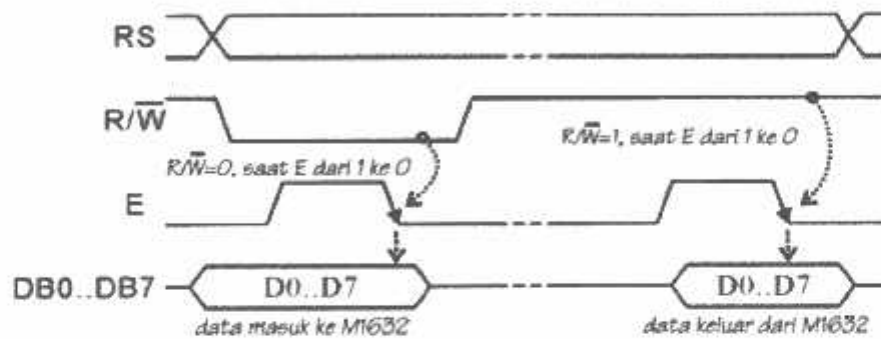 RS
R/W̅
R/W̅=0, saat E dari 1 ke 0
R/W̅=1, saat E dari 1 ke 0
E
DB0..DB7
D0..D7
D0..D7
data masuk ke M1632
data keluar dari M1632